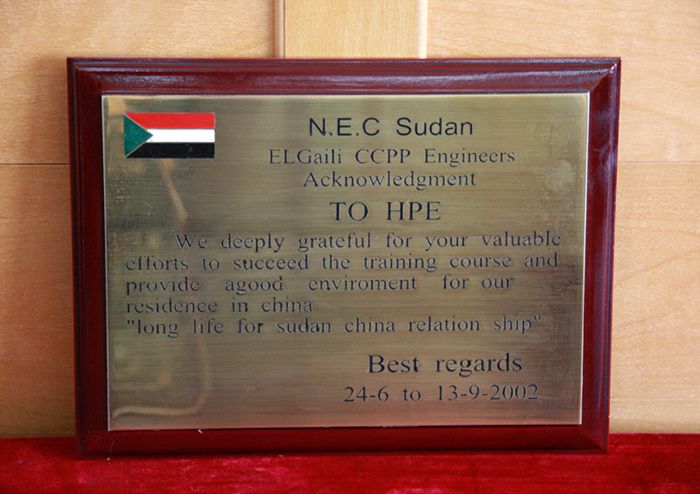 N.E.C Sudan
ELGaili CCPP Engineers
Acknowledgment
TO HPE
We deeply grateful for your valuable
efforts to succeed the training course and
provide agood enviroment for our
residence in china
"long life for sudan china relation ship"
Best regards
24-6 to 13-9-2002